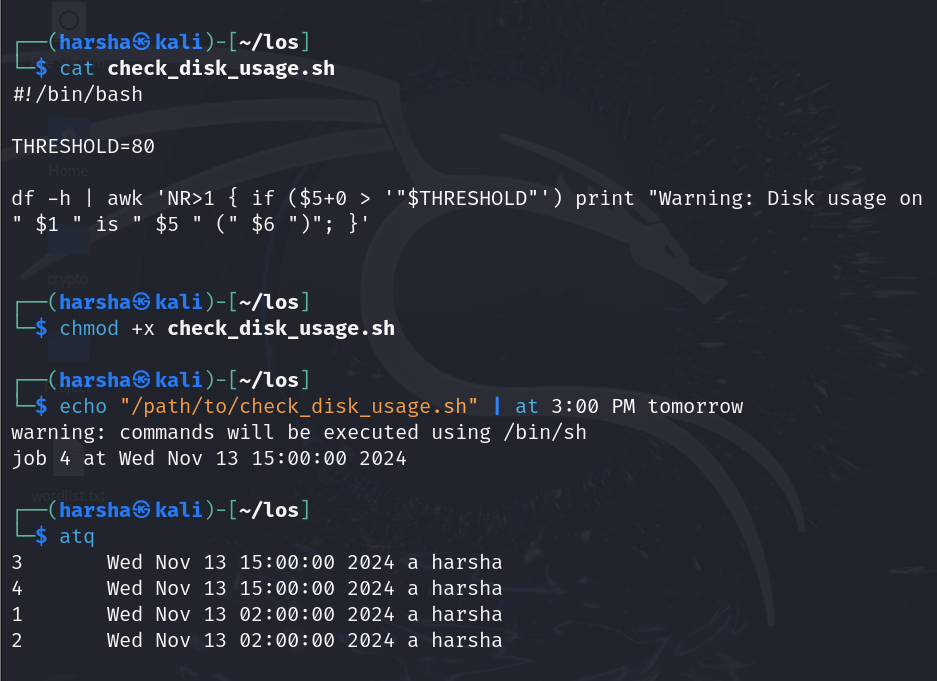 ┌──(harsha㉿kali)-[~/los]
└─$ cat check_disk_usage.sh
#!/bin/bash
THRESHOLD=80
df -h | awk 'NR>1 { if ($5+0 > '"$THRESHOLD"') print "Warning: Disk usage on
" $1 " is " $5 " (" $6 ")"; }'
Home
crypto
┌──(harsha㉿kali)-[~/los]
└─$ chmod +x check_disk_usage.sh
┌──(harsha㉿kali)-[~/los]
└─$ echo "/path/to/check_disk_usage.sh" | at 3:00 PM tomorrow
warning: commands will be executed using /bin/sh
job 4 at Wed Nov 13 15:00:00 2024
wordlist.txt
┌──(harsha㉿kali)-[~/los]
└─$ atq
3       Wed Nov 13 15:00:00 2024 a harsha
4       Wed Nov 13 15:00:00 2024 a harsha
1       Wed Nov 13 02:00:00 2024 a harsha
2       Wed Nov 13 02:00:00 2024 a harsha